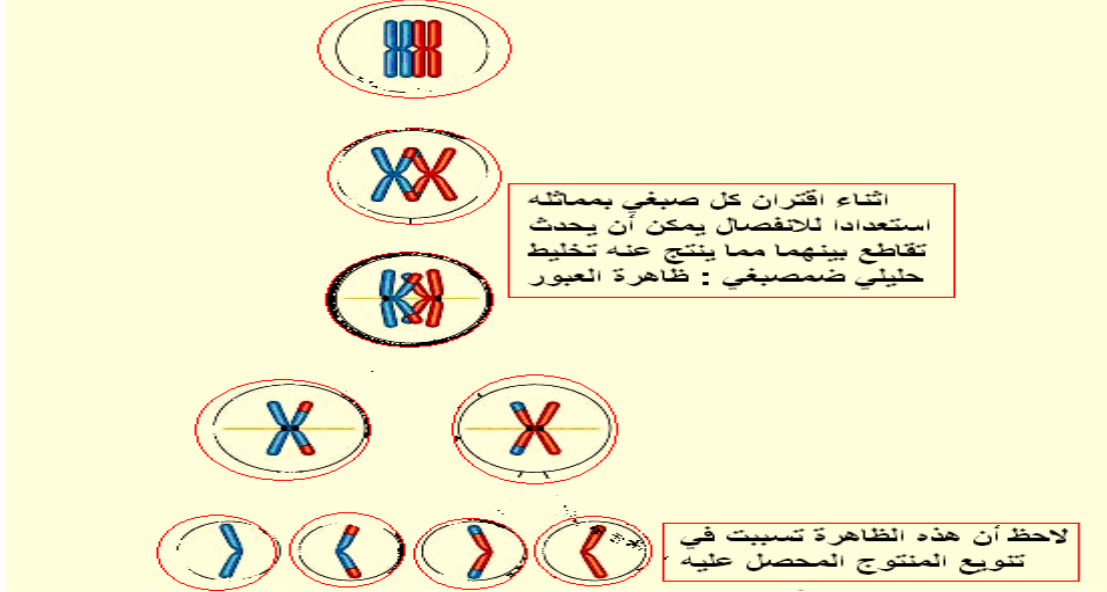 اثناء اقتران كل صبغي بمماثله
استعدادا للانفصال يمكن أن يحدث
تقاطع بينهما مما ينتج عنه تخليط
حليلي ضمصبغي : ظاهرة العبور
لاحظ أن هذه الظاهرة تسببت في
تنويع المنتوج المحصل عليه